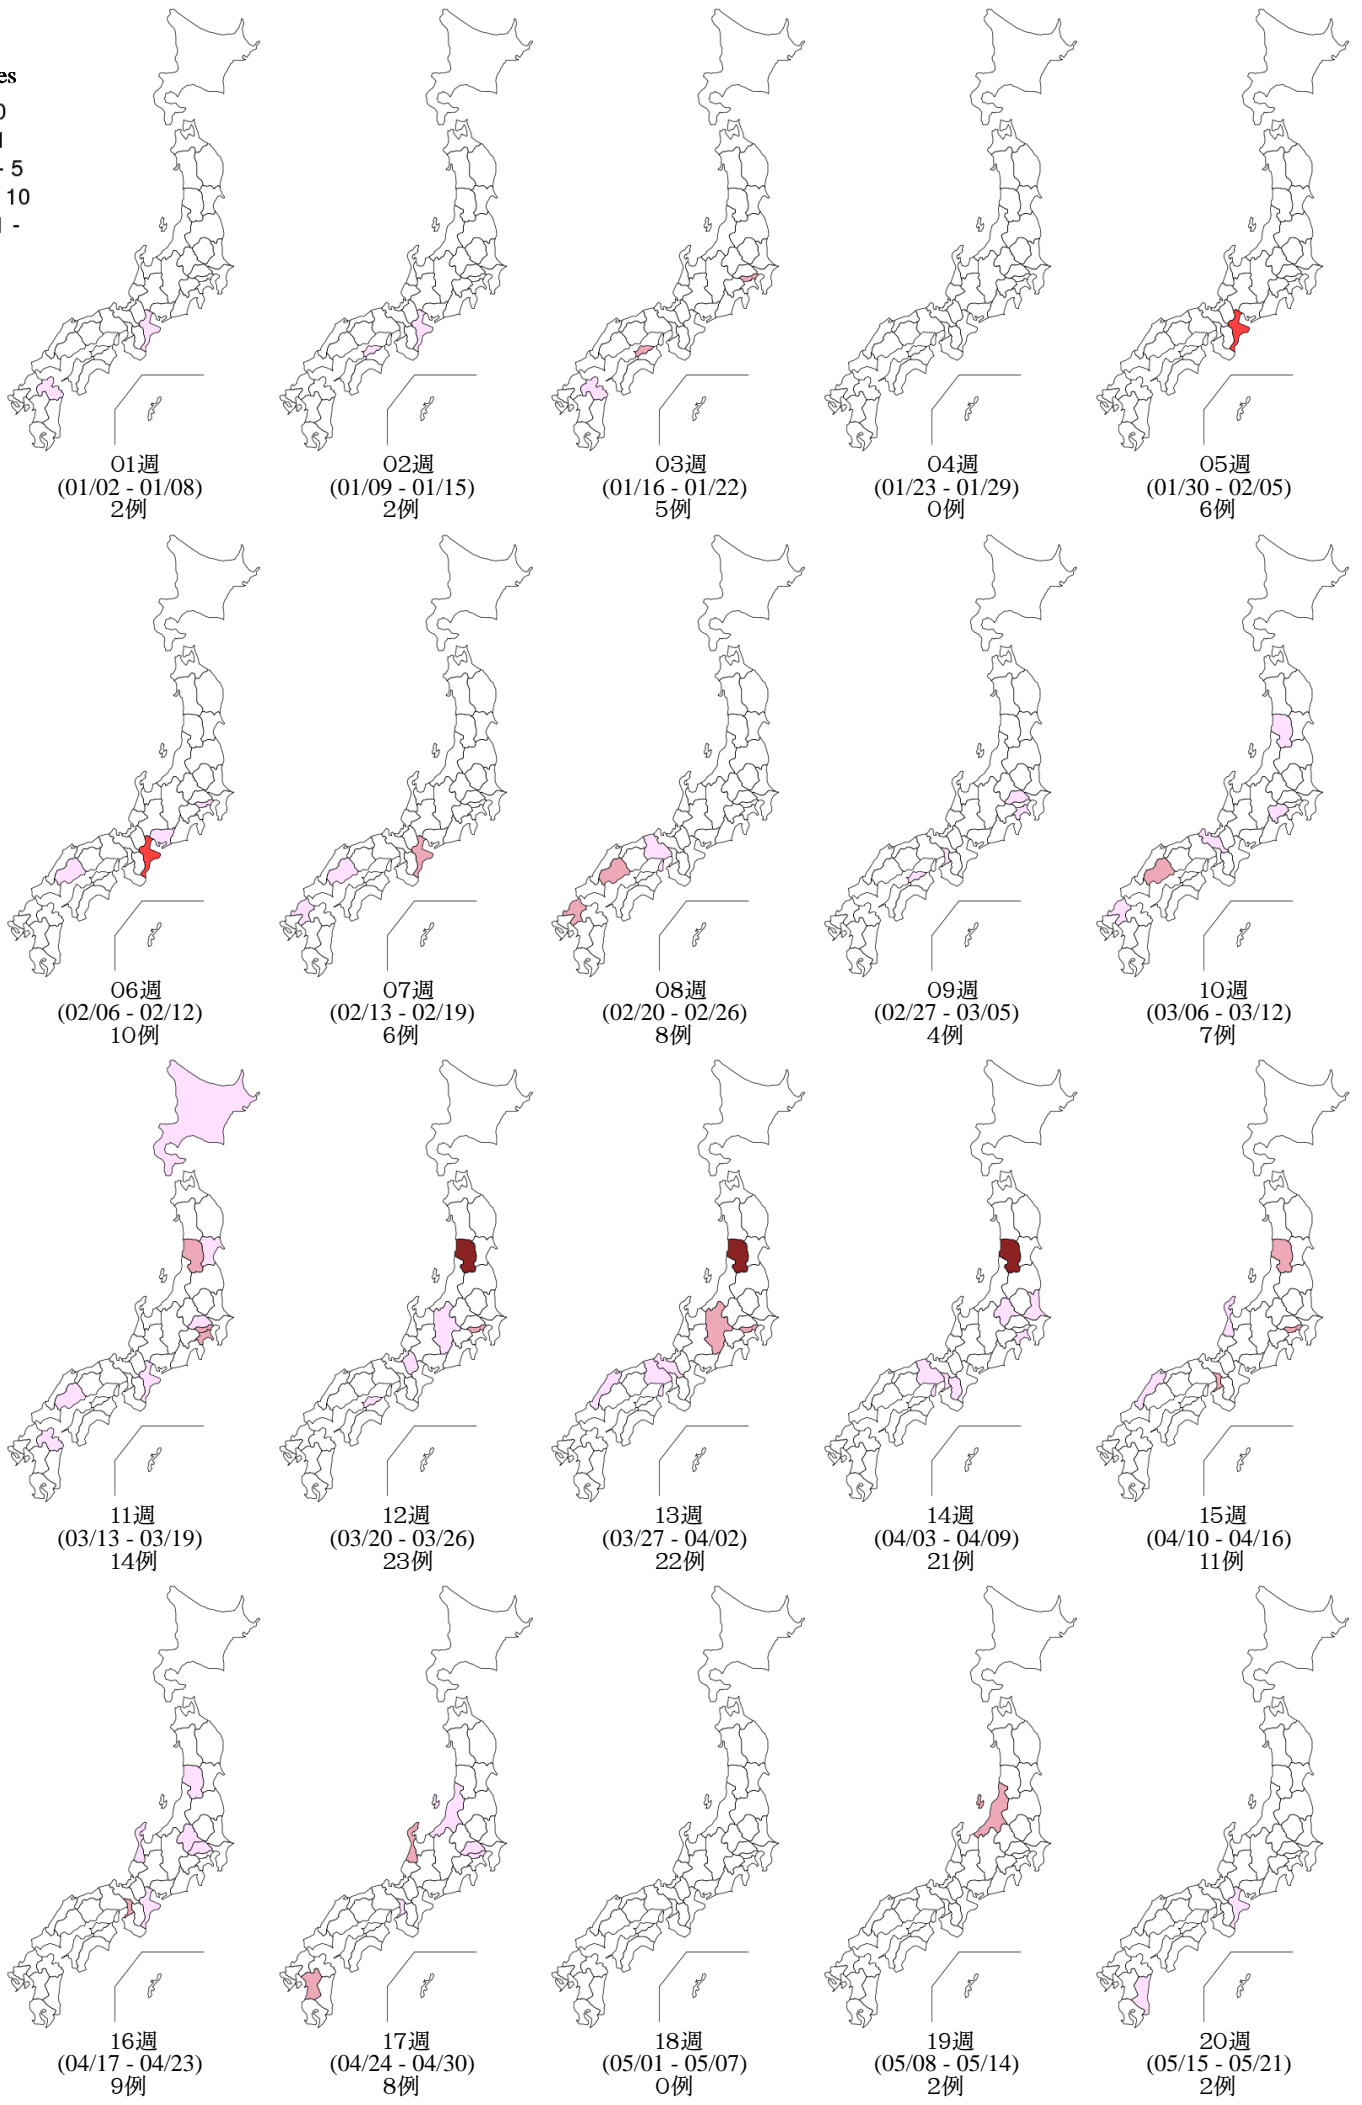 es
0
1
- 5
10
1 -
01週
(01/02 - 01/08)
2例
02週
(01/09 - 01/15)
2例
03週
(01/16 - 01/22)
5例
04週
(01/23 - 01/29)
0例
05週
(01/30 - 02/05)
6例
06週
(02/06 - 02/12)
10例
07週
(02/13 - 02/19)
6例
08週
(02/20 - 02/26)
8例
09週
(02/27 - 03/05)
4例
10週
(03/06 - 03/12)
7例
11週
(03/13 - 03/19)
14例
12週
(03/20 - 03/26)
23例
13週
(03/27 - 04/02)
22例
14週
(04/03 - 04/09)
21例
15週
(04/10 - 04/16)
11例
16週
(04/17 - 04/23)
9例
17週
(04/24 - 04/30)
8例
18週
(05/01 - 05/07)
0例
19週
(05/08 - 05/14)
2例
20週
(05/15 - 05/21)
2例